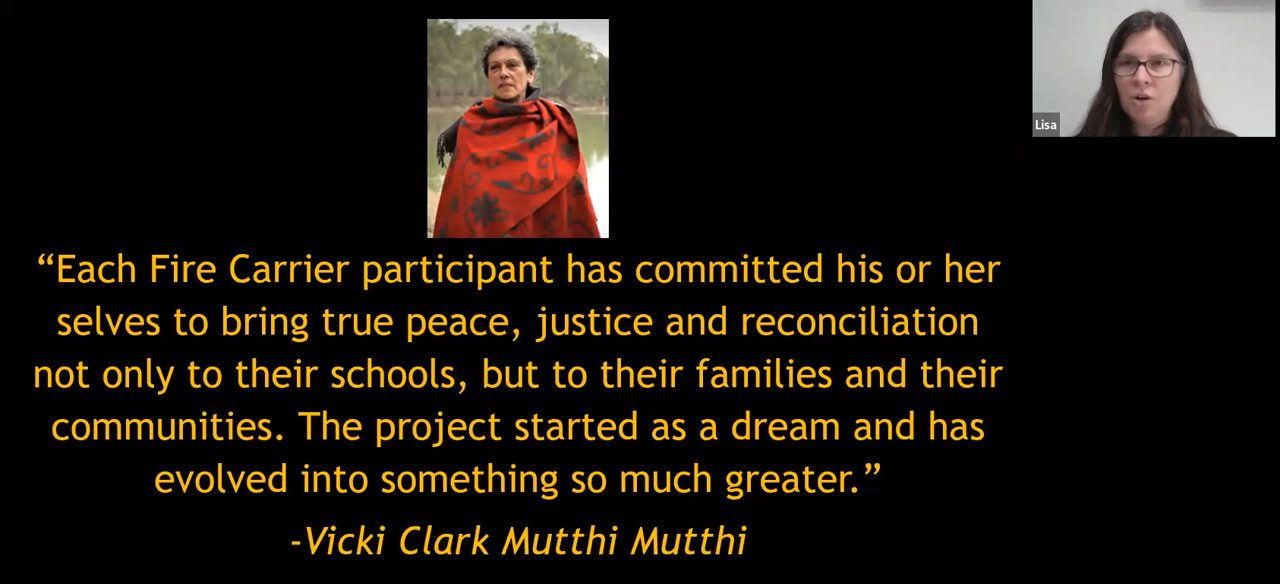 Lisa
“Each Fire Carrier participant has committed his or her
selves to bring true peace, justice and reconciliation
not only to their schools, but to their families and their
communities. The project started as a dream and has
evolved into something so much greater.”
-Vicki Clark Mutthi Mutthi